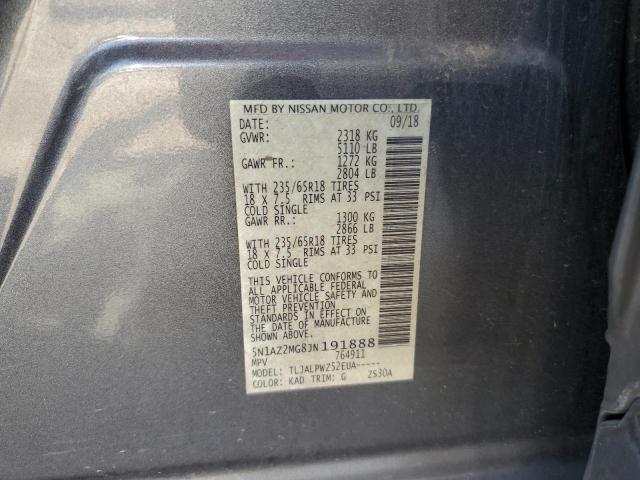 MFD BY NISSAN MOTOR CO., LTD.
DATE: 09/18
GVWR: 2318 KG
5110 LB
GAWR FR.: 1272 KG
2804 LB
WITH 235/65R18 TIRES
18 X 7.5 RIMS AT 33 PSI
COLD SINGLE
GAWR RR.: 1300 KG
2866 LB
WITH 235/65R18 TIRES
18 X 7.5 RIMS AT 33 PSI
COLD SINGLE
THIS VEHICLE CONFORMS TO
ALL APPLICABLE FEDERAL
MOTOR VEHICLE SAFETY AND
THEFT PREVENTION
STANDARDS IN EFFECT ON
THE DATE OF MANUFACTURE
SHOWN ABOVE.
5N1AZ2MG8JN191888
MPV 764911
MODEL: TLJALPWZ52EUA-----
COLOR: KAD TRIM: G ZS30A